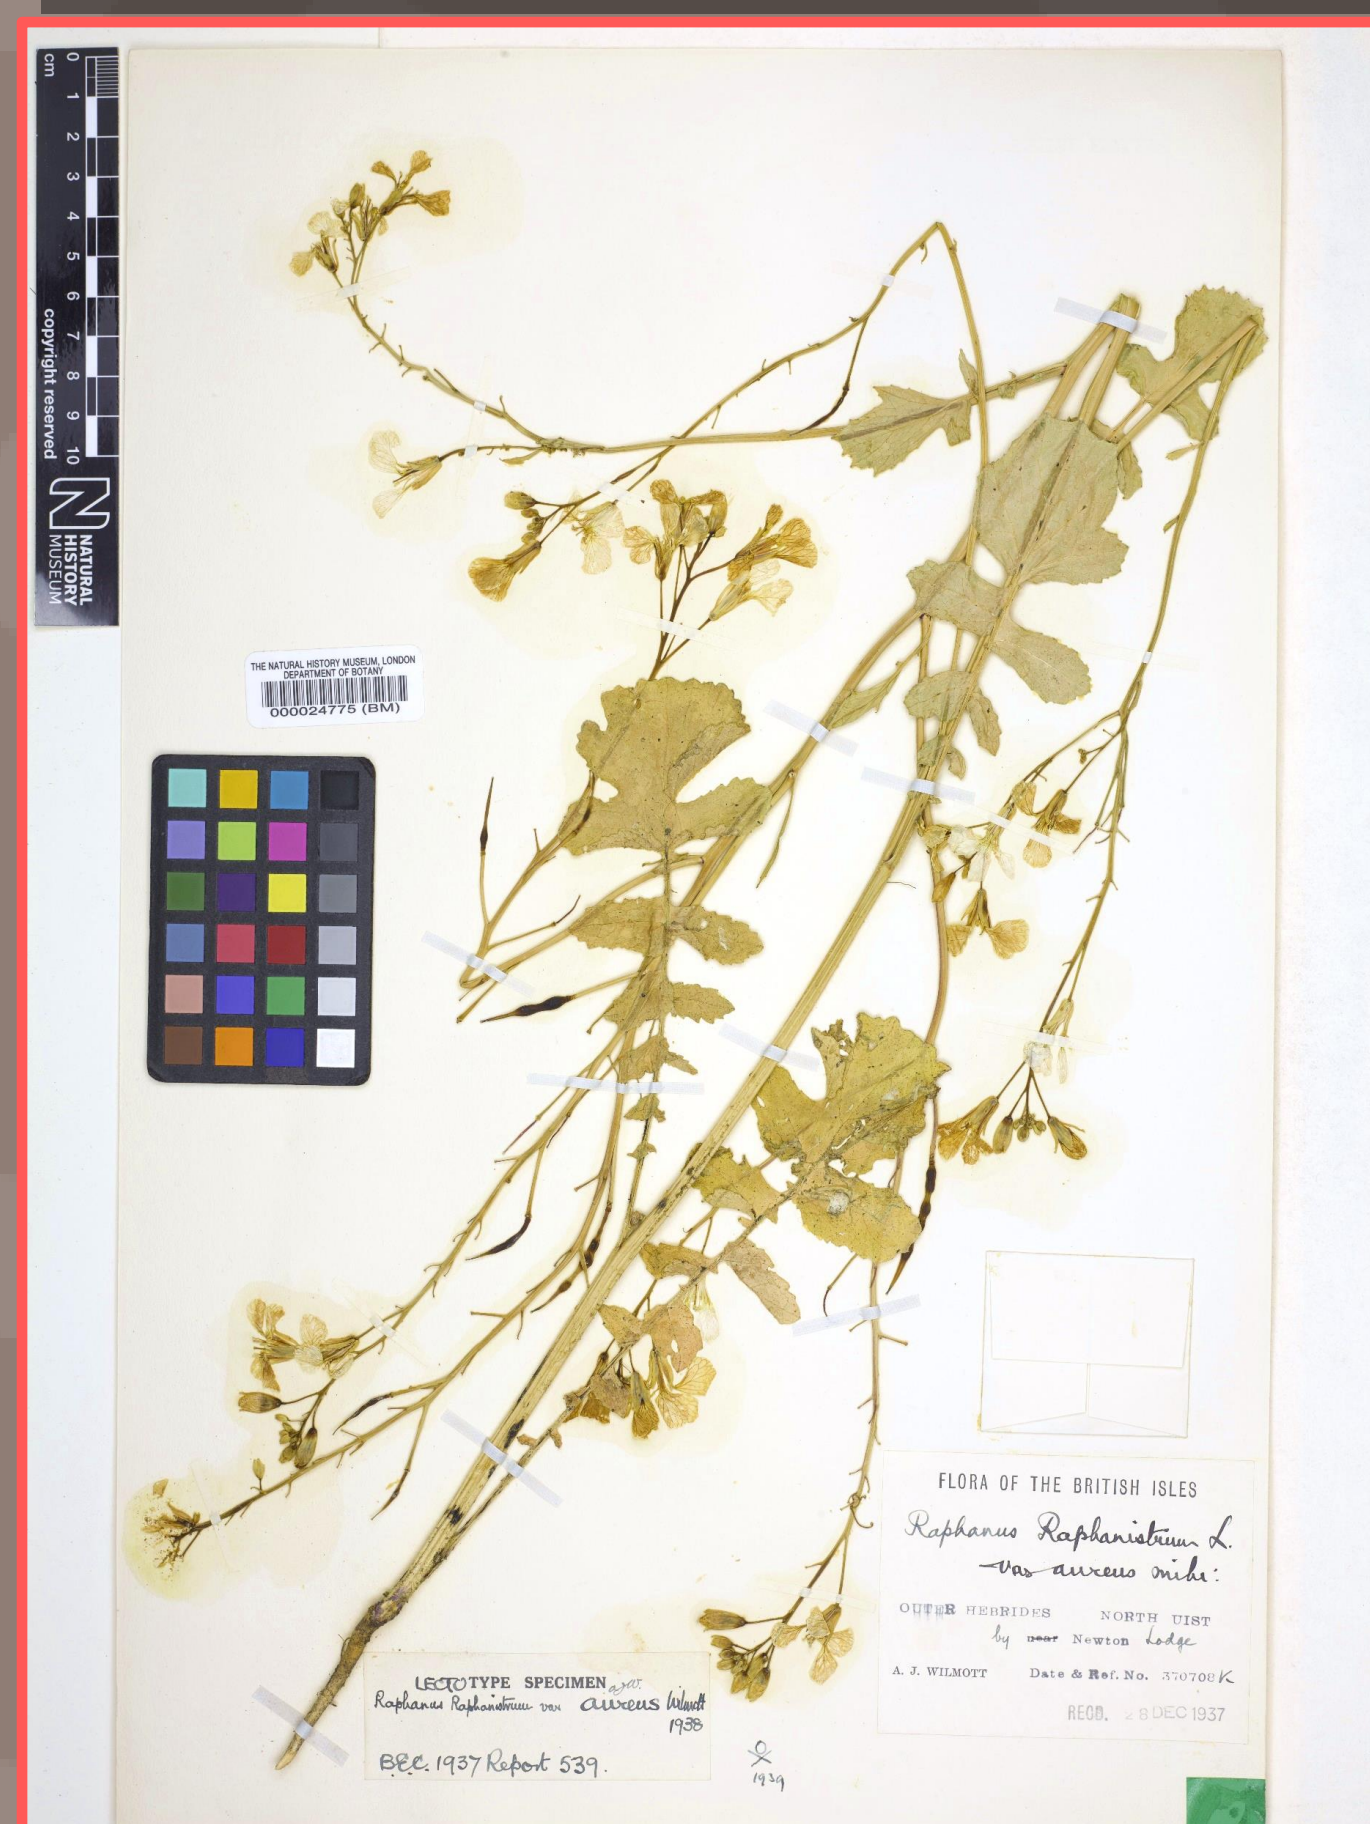 0 1 2 3 4 5 6 7 8 9 10
cm
copyright reserved
NATURAL
HISTORY
MUSEUM
THE NATURAL HISTORY MUSEUM, LONDON
DEPARTMENT OF BOTANY
000024775 (BM)
FLORA OF THE BRITISH ISLES
Raphanus Raphanistrum L.
var aureus mihi:
OUTER HEBRIDES NORTH UIST
by near Newton Lodge
A. J. WILMOTT Date & Ref. No. 370708K
RECD. 28 DEC 1937
LECTOTYPE SPECIMEN ajw.
Raphanus Raphanistrum var aureus Wilmott
1938
B.E.C. 1937 Report 539.
1939